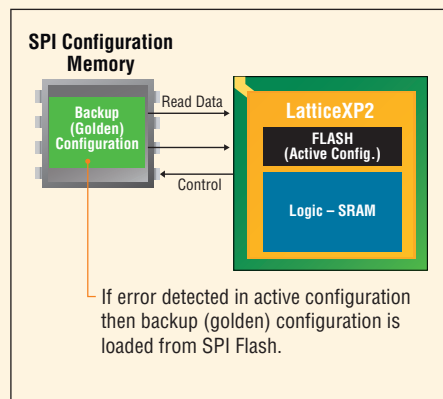 SPI Configuration
Memory
Backup
(Golden)
Configuration
Read Data
Control
LatticeXP2
FLASH
(Active Config.)
Logic – SRAM
If error detected in active configuration
then backup (golden) configuration is
loaded from SPI Flash.